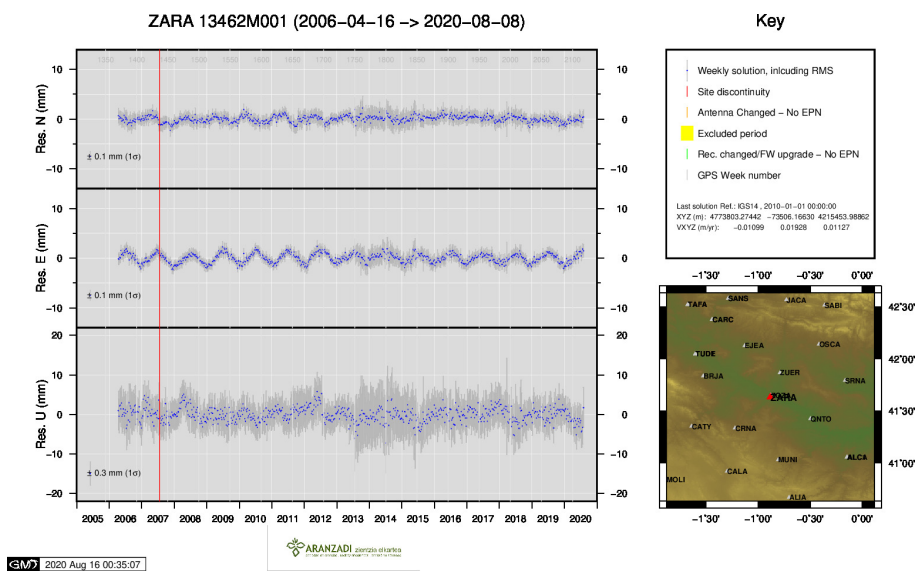 ZARA 13462M001 (2006−04−16 −> 2020−08−08)
Key
1350 1400 1450 1500 1550 1600 1650 1700 1750 1800 1850 1900 1950 2000 2050 2100
10 10
0 0
−10 −10
Res. N (mm)
± 0.1 mm (1σ)
10 10
0 0
−10 −10
Res. E (mm)
± 0.1 mm (1σ)
20 20
10 10
0 0
−10 −10
−20 −20
Res. U (mm)
± 0.3 mm (1σ)
2005 2006 2007 2008 2009 2010 2011 2012 2013 2014 2015 2016 2017 2018 2019 2020
Weekly solution, inlcuding RMS
Site discontinuity
Antenna Changed − No EPN
Excluded period
Rec. changed/FW upgrade − No EPN
GPS Week number
Last solution Ref.: IGS14 , 2010−01−01 00:00:00
XYZ (m): 4773803.27442 −73506.16630 4215453.98862
VXYZ (m/yr): −0.01099 0.01928 0.01127
−1˚30' −1˚00' −0˚30' 0˚00'
TAFA SANS JACA SABI
42˚30'
CARC
EJEA OSCA
TUDE
42˚00'
BRJA ZUER SRNA
ZARA
41˚30'
CATY CRNA QNTO
MUNI ALCA
41˚00'
CALA
MOLI
ALIA
−1˚30' −1˚00' −0˚30' 0˚00'
ARANZADI zientzia elkartea
GMT 2020 Aug 16 00:35:07